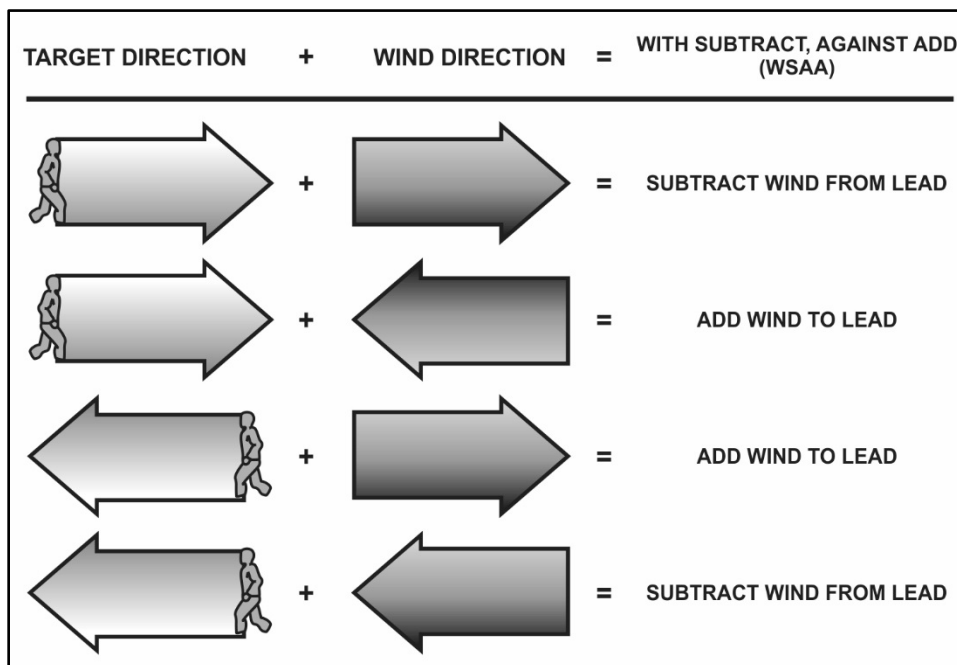 TARGET DIRECTION + WIND DIRECTION = WITH SUBTRACT, AGAINST ADD
(WSAA)
+ = SUBTRACT WIND FROM LEAD
+ = ADD WIND TO LEAD
+ = ADD WIND TO LEAD
+ = SUBTRACT WIND FROM LEAD